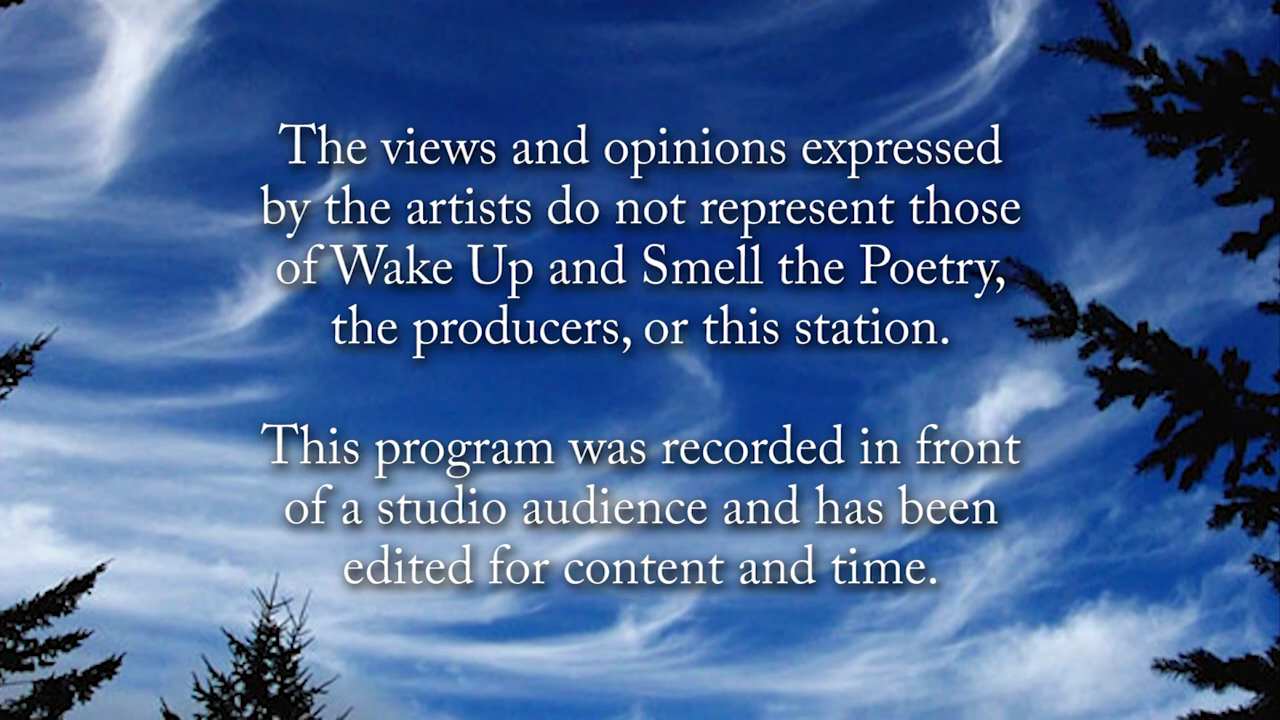 The views and opinions expressed
by the artists do not represent those
of Wake Up and Smell the Poetry,
the producers, or this station.
This program was recorded in front
of a studio audience and has been
edited for content and time.